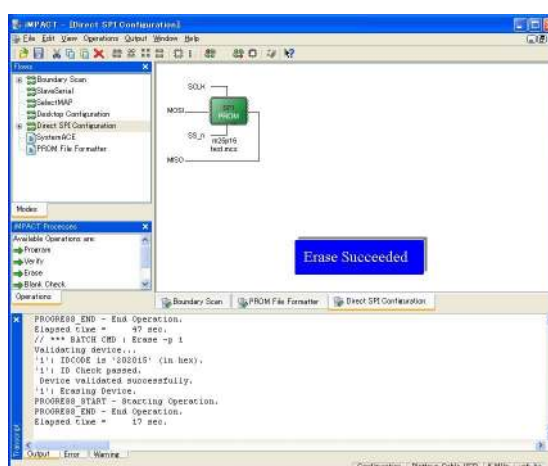 iMPACT - [Direct SPI Configuration]
File Edit View Operations Output Window Help
Flows
Boundary Scan
SlaveSerial
SelectMAP
Desktop Configuration
Direct SPI Configuration
SystemACE
PROM File Formatter
Modes
SCLK
MOSI
SPI
PROM
SS_n
m25p16
test.mcs
MISO
iMPACT Processes
Available Operations are:
Program
Verify
Erase
Blank Check
Operations
Erase Succeeded
Boundary Scan PROM File Formatter Direct SPI Configuration
PROGRESS_END - End Operation.
Elapsed time = 47 sec.
// *** BATCH CMD : Erase -p 1
Validating device...
'1': IDCODE is '202015' (in hex).
'1': ID Check passed.
Device validated successfully.
'1': Erasing Device.
PROGRESS_START - Starting Operation.
PROGRESS_END - End Operation.
Elapsed time = 17 sec.
Transcript
Output Error Warning